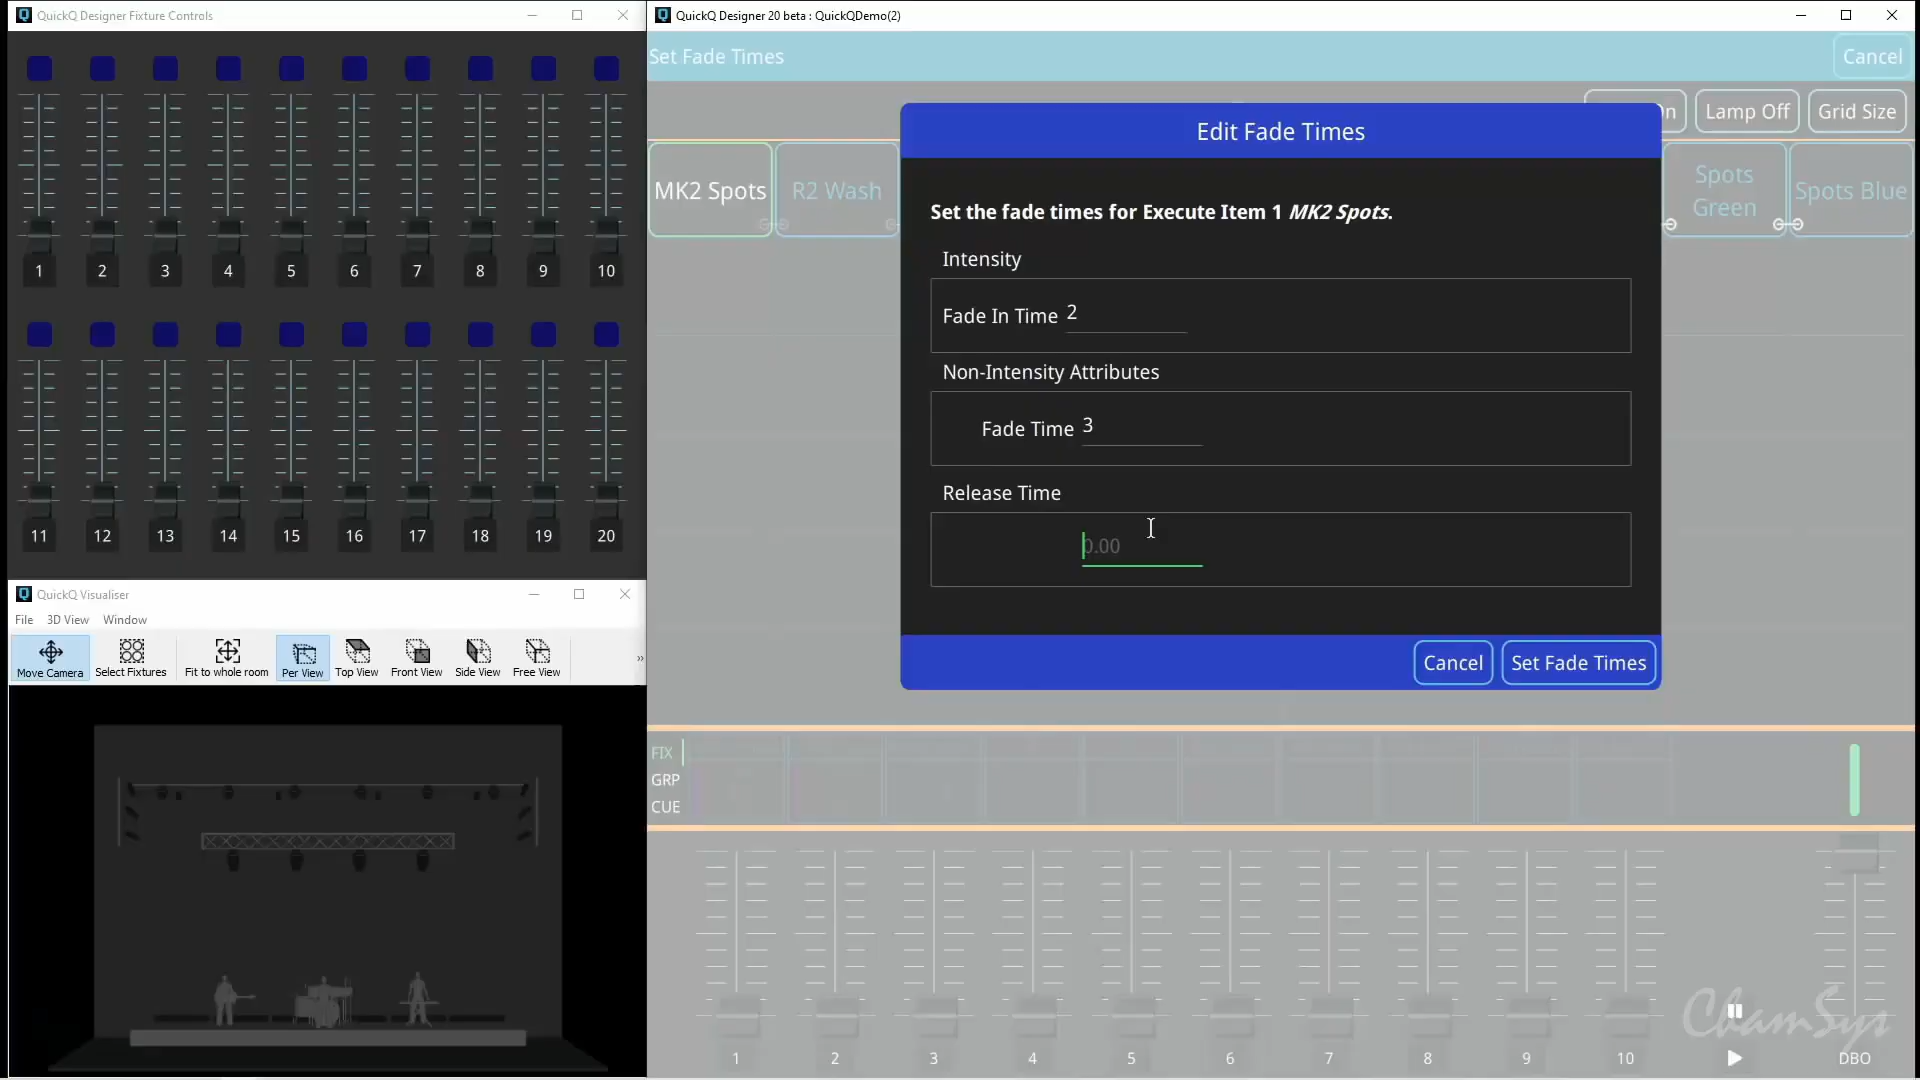 QuickQ Designer Fixture Controls
1 2 3 4 5 6 7 8 9 10
11 12 13 14 15 16 17 18 19 20
QuickQ Visualiser
File 3D View Window
Move Camera Select Fixtures Fit to whole room Per View Top View Front View Side View Free View »
QuickQ Designer 20 beta : QuickQDemo(2)
Set Fade Times Cancel
Lamp Off Grid Size
MK2 Spots R2 Wash
Spots
Green
Spots Blue
Edit Fade Times
Set the fade times for Execute Item 1 MK2 Spots.
Intensity
Fade In Time 2
Non-Intensity Attributes
Fade Time 3
Release Time
0.00
Cancel Set Fade Times
FIX
GRP
CUE
1 2 3 4 5 6 7 8 9 10 DBO
ChamSys